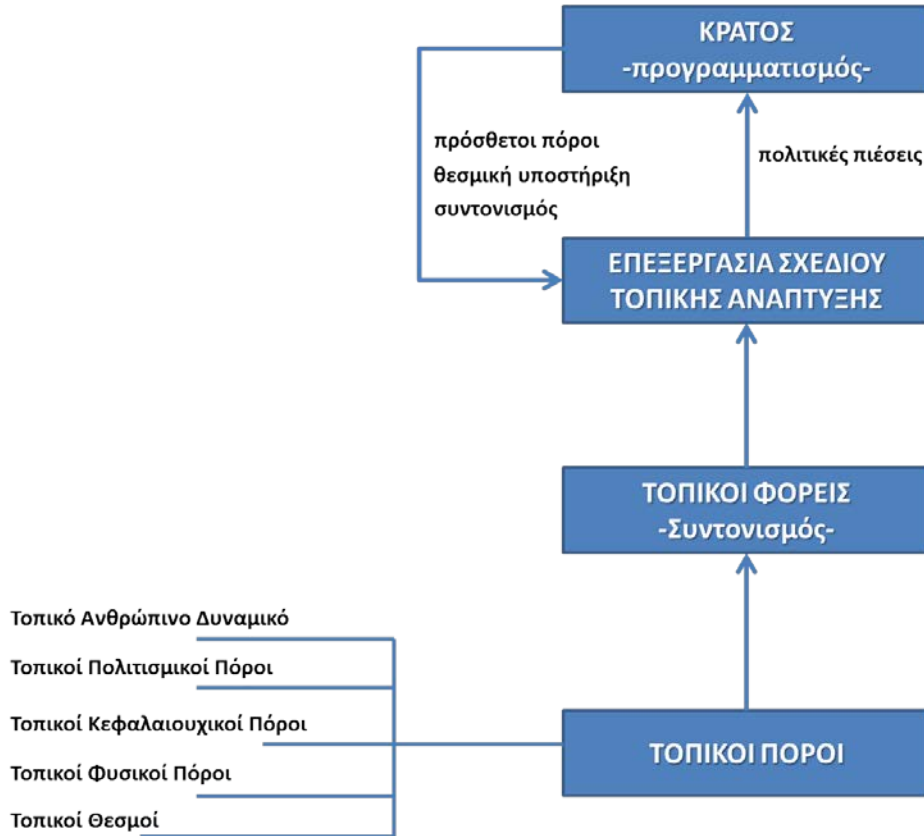 ΚΡΑΤΟΣ
-προγραμματισμός-
πρόσθετοι πόροι
θεσμική υποστήριξη
συντονισμός
πολιτικές πιέσεις
ΕΠΕΞΕΡΓΑΣΙΑ ΣΧΕΔΙΟΥ
ΤΟΠΙΚΗΣ ΑΝΑΠΤΥΞΗΣ
ΤΟΠΙΚΟΙ ΦΟΡΕΙΣ
-Συντονισμός-
Τοπικό Ανθρώπινο Δυναμικό
Τοπικοί Πολιτισμικοί Πόροι
Τοπικοί Κεφαλαιουχικοί Πόροι
Τοπικοί Φυσικοί Πόροι
Τοπικοί Θεσμοί
ΤΟΠΙΚΟΙ ΠΟΡΟΙ